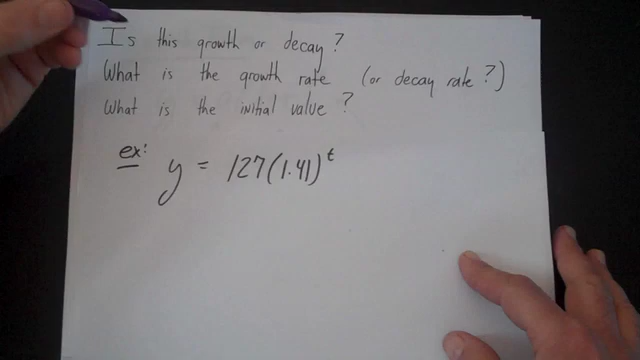 Is this growth or decay?
What is the growth rate (or decay rate?)
What is the initial value?
ex: y = 127(1.41)^t